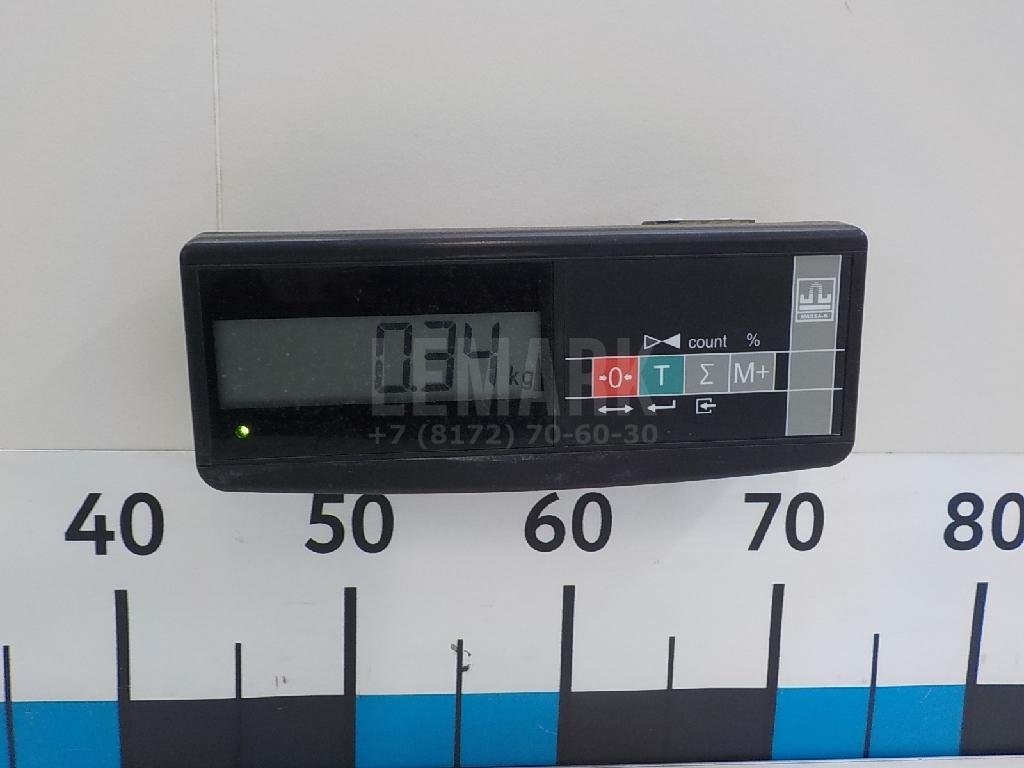 MASSA-K
count %
0.34 kg
→0← T Σ M+
LEMARK
+7 (8172) 70-60-30
40 50 60 70 80